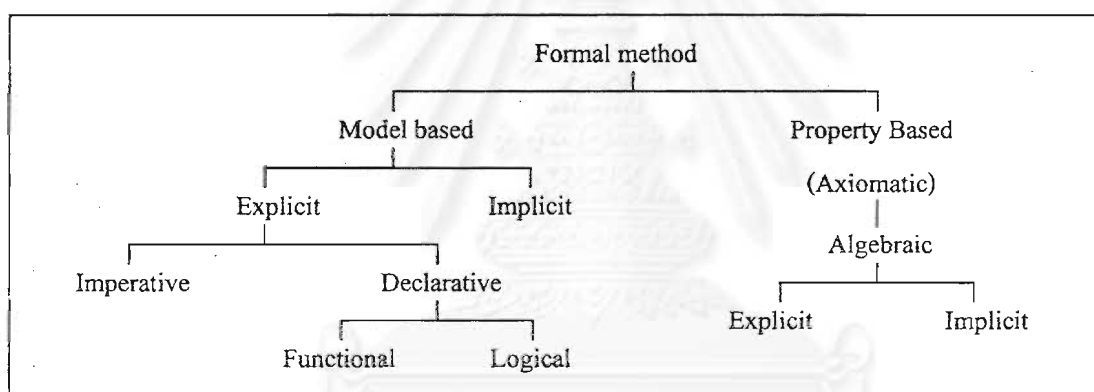 Formal method
Model based Property Based
(Axiomatic)
Explicit Implicit
Algebraic
Imperative Declarative
Explicit Implicit
Functional Logical